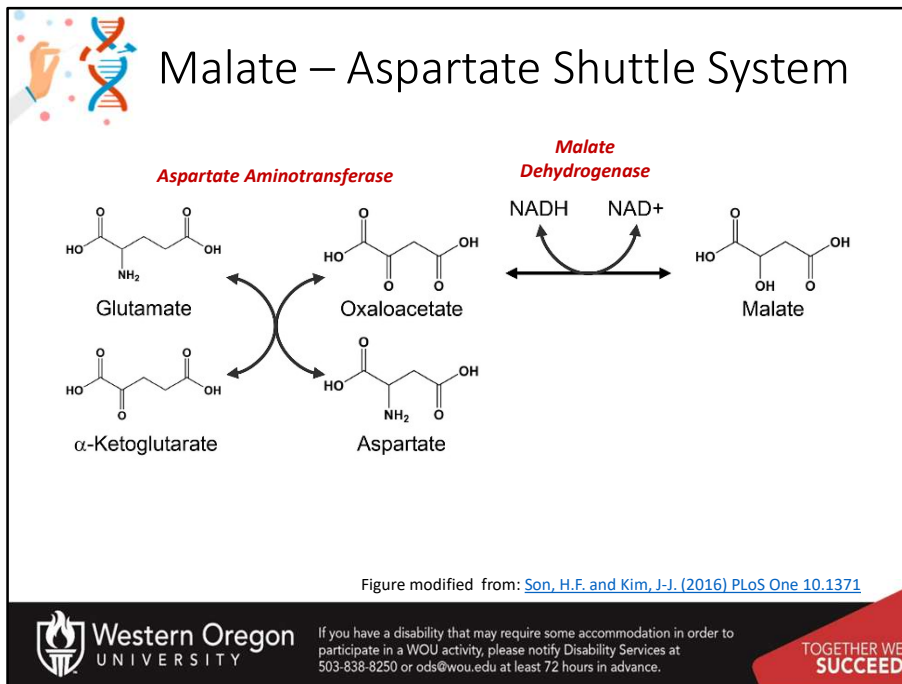 Malate – Aspartate Shuttle System
Malate
Dehydrogenase
Aspartate Aminotransferase
NADH NAD+
O O
HO OH
NH₂
Glutamate
O
HO OH
O O
Oxaloacetate
O
HO OH
OH O
Malate
O O
HO OH
O
α-Ketoglutarate
O
HO OH
NH₂ O
Aspartate
Figure modified from: Son, H.F. and Kim, J-J. (2016) PLoS One 10.1371
Western Oregon
UNIVERSITY
If you have a disability that may require some accommodation in order to
participate in a WOU activity, please notify Disability Services at
503-838-8250 or ods@wou.edu at least 72 hours in advance.
TOGETHER WE
SUCCEED